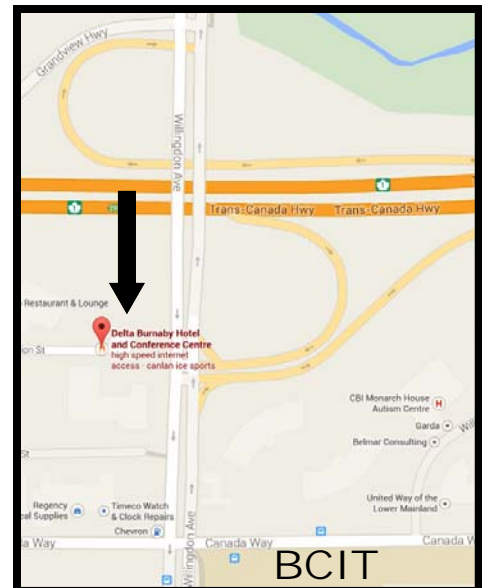 Grandview Hwy
Willingdon Ave
1
1
Trans-Canada Hwy
Trans-Canada Hwy
Restaurant & Lounge
Delta Burnaby Hotel
and Conference Centre
high speed internet
access · canlan ice sports
on St
CBI Monarch House
Autism Centre
H
Garda
Belmar Consulting
St
Regency
al Supplies
Timeco Watch
& Clock Repairs
Chevron
United Way of the
Lower Mainland
Willingdon Ave
da Way
Canada Way
Canada W
BCIT